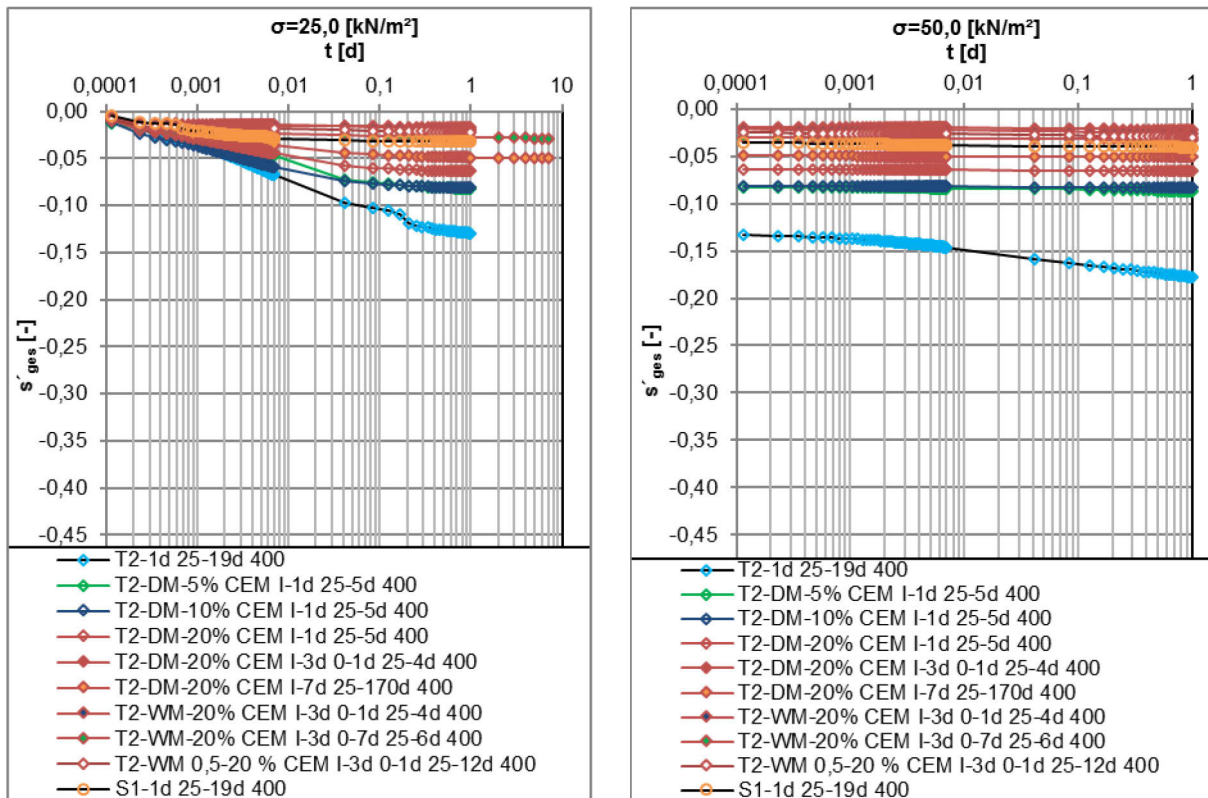 σ=25,0 [kN/m²]
t [d]
0,0001 0,001 0,01 0,1 1 10
0,00
-0,05
-0,10
-0,15
-0,20
-0,25
-0,30
-0,35
-0,40
-0,45
s´ges [-]
T2-1d 25-19d 400
T2-DM-5% CEM I-1d 25-5d 400
T2-DM-10% CEM I-1d 25-5d 400
T2-DM-20% CEM I-1d 25-5d 400
T2-DM-20% CEM I-3d 0-1d 25-4d 400
T2-DM-20% CEM I-7d 25-170d 400
T2-WM-20% CEM I-3d 0-1d 25-4d 400
T2-WM-20% CEM I-3d 0-7d 25-6d 400
T2-WM 0,5-20 % CEM I-3d 0-1d 25-12d 400
S1-1d 25-19d 400
σ=50,0 [kN/m²]
t [d]
0,0001 0,001 0,01 0,1 1
0,00
-0,05
-0,10
-0,15
-0,20
-0,25
-0,30
-0,35
-0,40
-0,45
s´ges [-]
T2-1d 25-19d 400
T2-DM-5% CEM I-1d 25-5d 400
T2-DM-10% CEM I-1d 25-5d 400
T2-DM-20% CEM I-1d 25-5d 400
T2-DM-20% CEM I-3d 0-1d 25-4d 400
T2-DM-20% CEM I-7d 25-170d 400
T2-WM-20% CEM I-3d 0-1d 25-4d 400
T2-WM-20% CEM I-3d 0-7d 25-6d 400
T2-WM 0,5-20 % CEM I-3d 0-1d 25-12d 400
S1-1d 25-19d 400